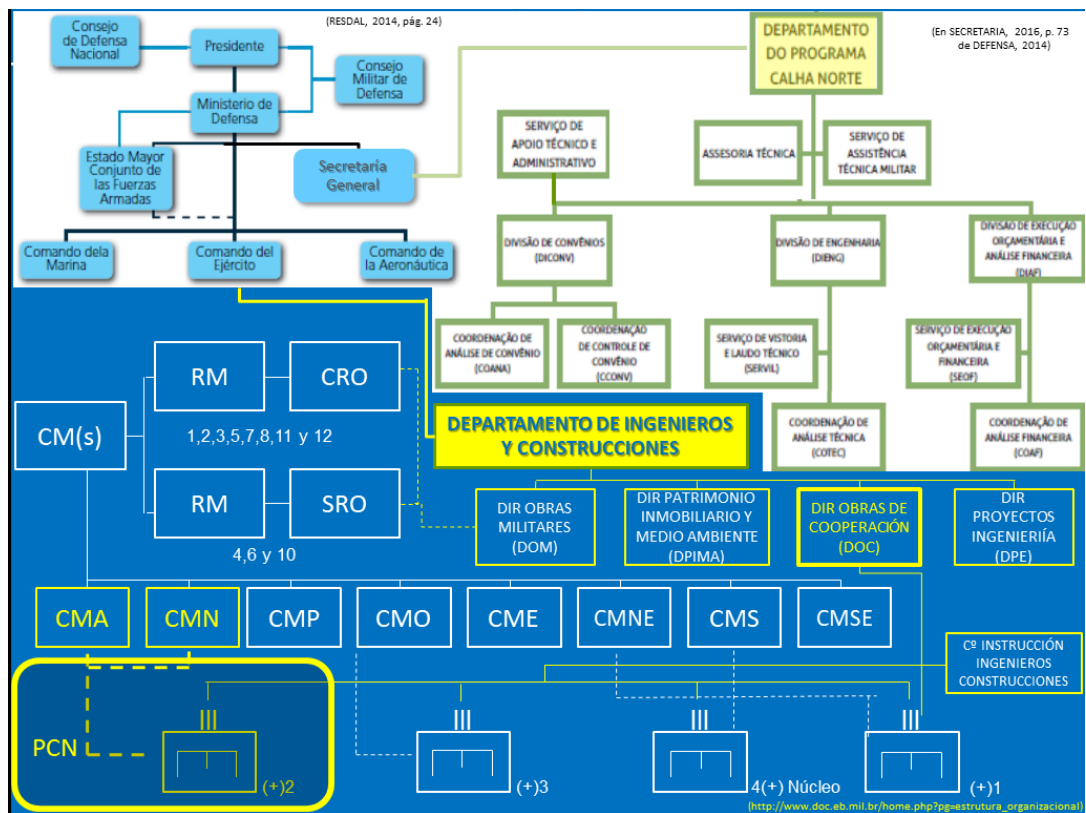 (RESDAL, 2014, pág. 24)
Consejo
de Defensa
Nacional
Presidente
Consejo
Militar de
Defensa
Ministerio de
Defensa
Estado Mayor
Conjunto de
las Fuerzas
Armadas
Secretaría
General
Comando dela
Marina
Comando del
Ejército
Comando de
la Aeronáutica
DEPARTAMENTO
DO PROGRAMA
CALHA NORTE
(En SECRETARIA, 2016, p. 73
de DEFENSA, 2014)
SERVIÇO DE
APOIO TÉCNICO E
ADMINISTRATIVO
ASSESORIA TÉCNICA
SERVIÇO DE
ASSISTÊNCIA
TÉCNICA MILITAR
DIVISÃO DE CONVÊNIOS
(DICONV)
DIVISÃO DE ENGENHARIA
(DIENG)
DIVISÃO DE EXECUÇÃO
ORÇAMENTÁRIA E
ANÁLISE FINANCEIRA
(DIAF)
COORDENAÇÃO DE
ANÁLISE DE CONVÊNIO
(COANA)
COORDENAÇÃO
DE CONTROLE DE
CONVÊNIO
(CCONV)
SERVIÇO DE VISTORIA
E LAUDO TÉCNICO
(SERVIL)
SERVIÇO DE EXECUÇÃO
ORÇAMENTÁRIA E
FINANCEIRA
(SEOF)
COORDENAÇÃO DE
ANÁLISE TÉCNICA
(COTEC)
COORDENAÇÃO DE
ANÁLISE FINANCEIRA
(COAF)
CM(s)
RM
CRO
1,2,3,5,7,8,11 y 12
RM
SRO
4,6 y 10
DEPARTAMENTO DE INGENIEROS
Y CONSTRUCCIONES
DIR OBRAS
MILITARES
(DOM)
DIR PATRIMONIO
INMOBILIARIO Y
MEDIO AMBIENTE
(DPIMA)
DIR OBRAS DE
COOPERACIÓN
(DOC)
DIR
PROYECTOS
INGENIERIÍA
(DPE)
CMA
CMN
CMP
CMO
CME
CMNE
CMS
CMSE
Cº INSTRUCCIÓN
INGENIEROS
CONSTRUCCIONES
PCN
III
(+)2
III
(+)3
III
4(+) Núcleo
III
(+)1
(http://www.doc.eb.mil.br/home.php?pg=estrutura_organizacional)